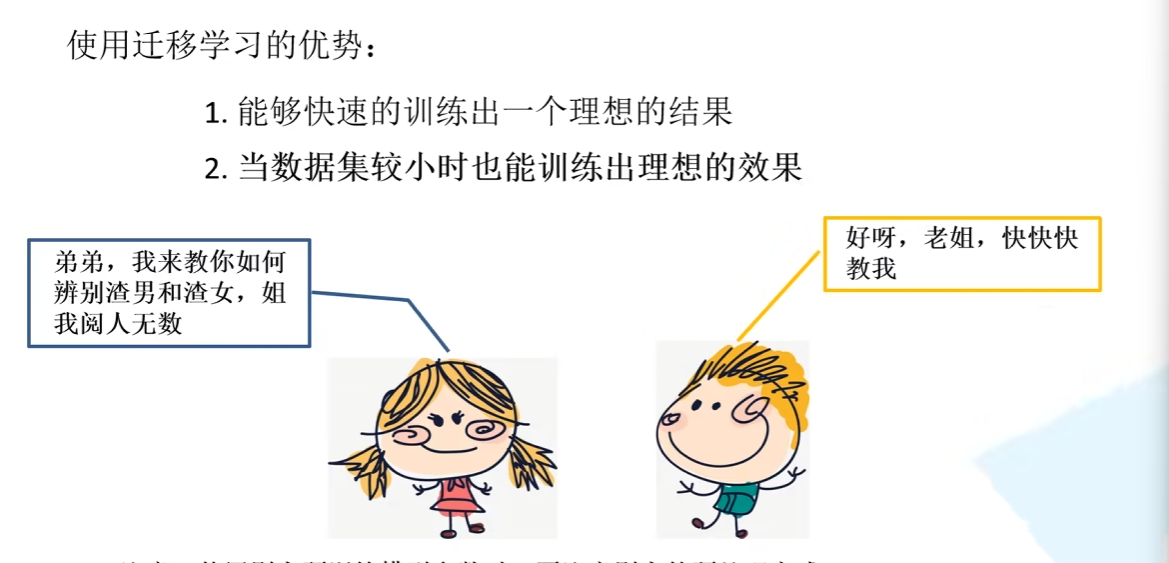 使用迁移学习的优势：
1. 能够快速的训练出一个理想的结果
2. 当数据集较小时也能训练出理想的效果
弟弟，我来教你如何
辨别渣男和渣女，姐
我阅人无数
好呀，老姐，快快快
教我